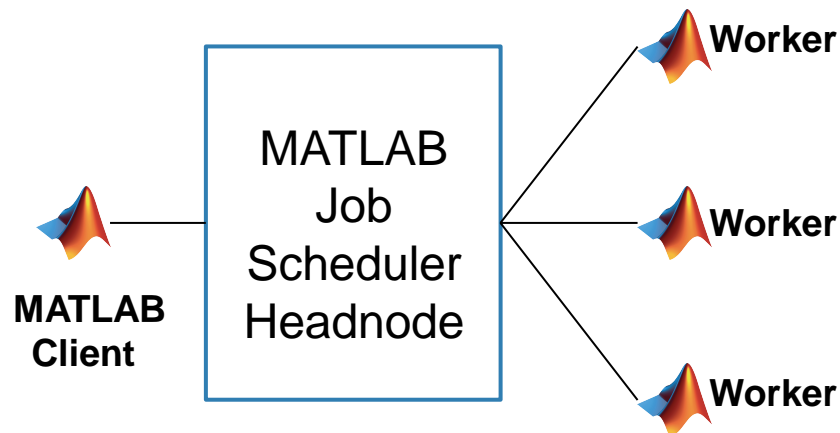 MATLAB
Client
MATLAB
Job
Scheduler
Headnode
Worker
Worker
Worker